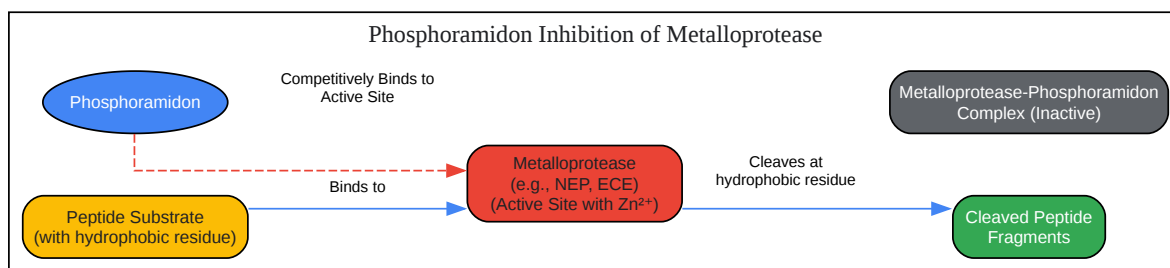 Phosphoramidon Inhibition of Metalloprotease
Competitively Binds to
Active Site
Phosphoramidon
Metalloprotease-Phosphoramidon
Complex (Inactive)
Metalloprotease
(e.g., NEP, ECE)
(Active Site with Zn²⁺)
Cleaves at
hydrophobic residue
Binds to
Peptide Substrate
(with hydrophobic residue)
Cleaved Peptide
Fragments